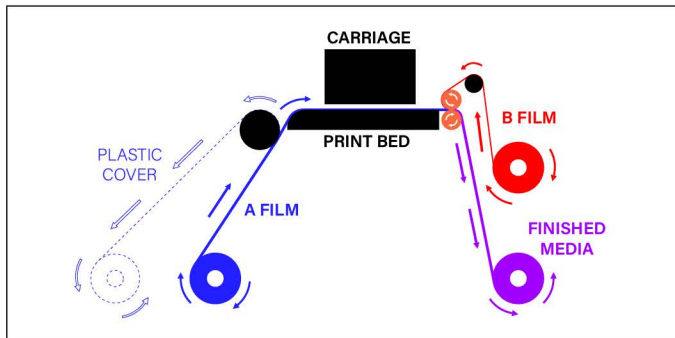 CARRIAGE
PRINT BED
B FILM
PLASTIC
COVER
A FILM
FINISHED
MEDIA